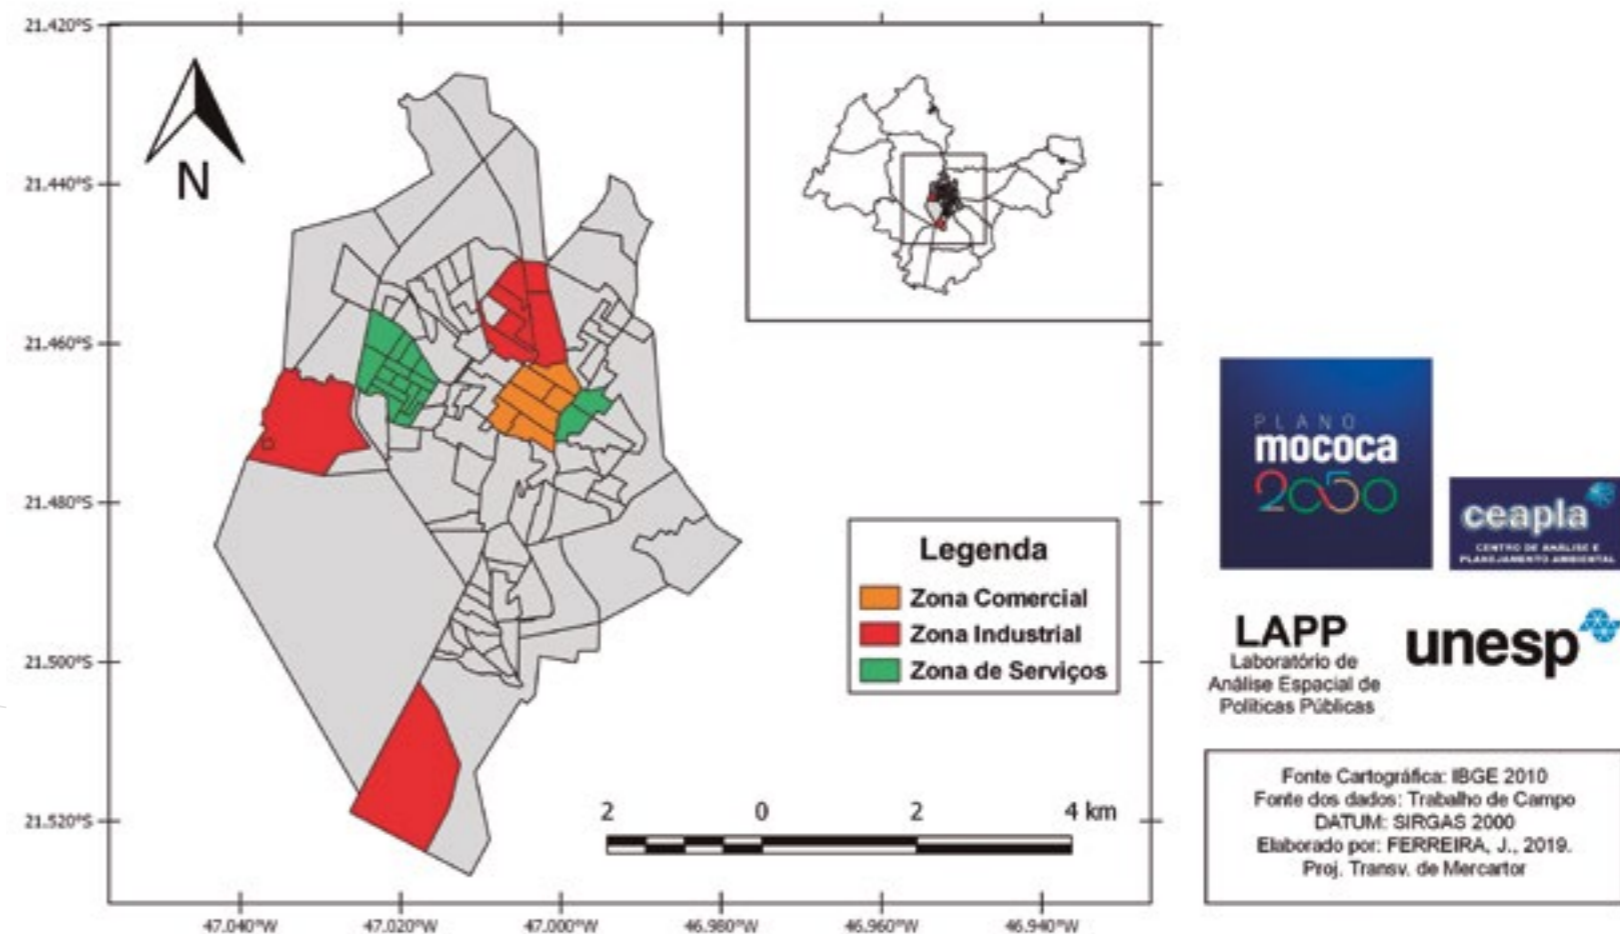 21.420°S
21.440°S
21.460°S
21.480°S
21.500°S
21.520°S
N
Legenda
Zona Comercial
Zona Industrial
Zona de Serviços
2 0 2 4 km
47.040°W 47.020°W 47.000°W 46.980°W 46.960°W 46.940°W
PLANO
mococa
2050
ceapla
CENTRO DE ANÁLISE E
PLANEJAMENTO AMBIENTAL
LAPP
Laboratório de
Análise Espacial de
Políticas Públicas
unesp
Fonte Cartográfica: IBGE 2010
Fonte dos dados: Trabalho de Campo
DATUM: SIRGAS 2000
Elaborado por: FERREIRA, J., 2019.
Proj. Transv. de Mercartor